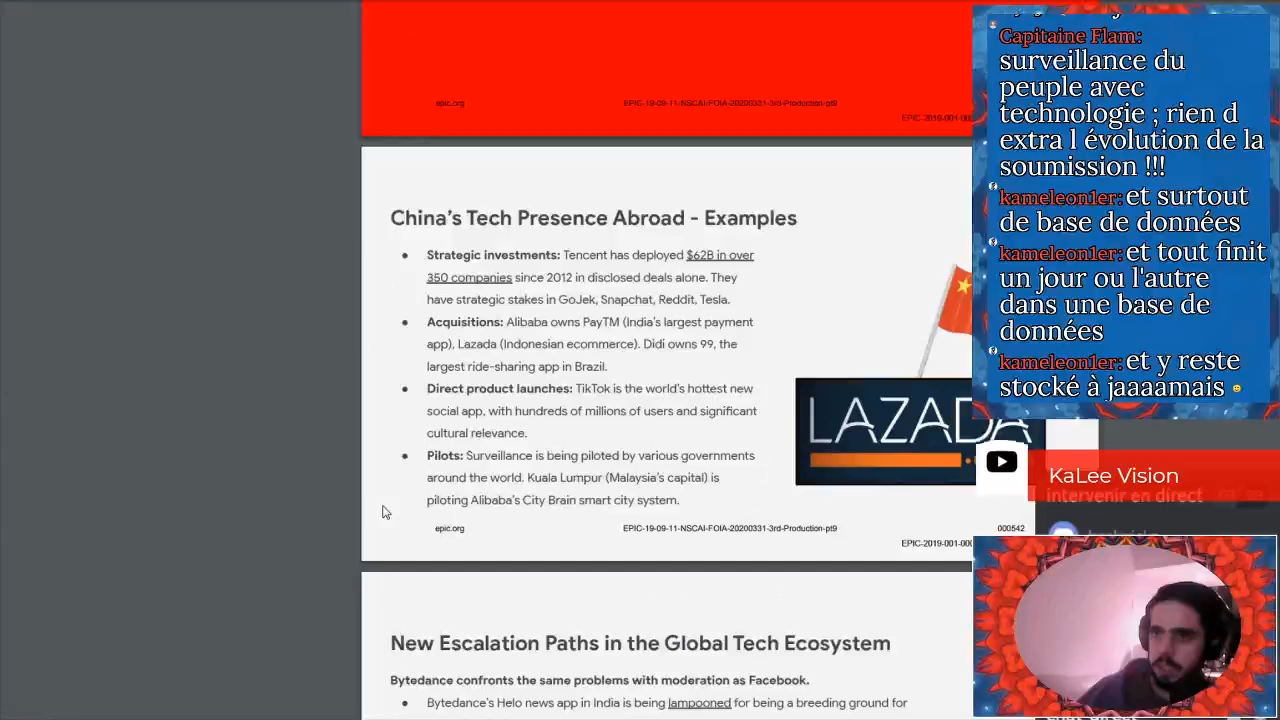 epic.org
EPIC-19-09-11-NSCAI-FOIA-20200331-3rd-Production-pt9
EPIC-2019-001-00
China's Tech Presence Abroad - Examples
● Strategic investments: Tencent has deployed $62B in over
350 companies since 2012 in disclosed deals alone. They
have strategic stakes in GoJek, Snapchat, Reddit, Tesla.
● Acquisitions: Alibaba owns PayTM (India's largest payment
app), Lazada (Indonesian ecommerce). Didi owns 99, the
largest ride-sharing app in Brazil.
● Direct product launches: TikTok is the world's hottest new
social app, with hundreds of millions of users and significant
cultural relevance.
● Pilots: Surveillance is being piloted by various governments
around the world. Kuala Lumpur (Malaysia's capital) is
piloting Alibaba's City Brain smart city system.
LAZADA
epic.org
EPIC-19-09-11-NSCAI-FOIA-20200331-3rd-Production-pt9
000542
EPIC-2019-001-00
New Escalation Paths in the Global Tech Ecosystem
Bytedance confronts the same problems with moderation as Facebook.
● Bytedance's Helo news app in India is being lampooned for being a breeding ground for
Capitaine Flam:
surveillance du
peuple avec
technologie ; rien d
extra l évolution de la
soumission !!!
kameleon1er: et surtout
de base de données
kameleon1er: et tout finit
un jour ou l'autre
dans une base de
données
kameleon1er: et y reste
stocké à jaaaamais
KaLee Vision
intervenir en direct